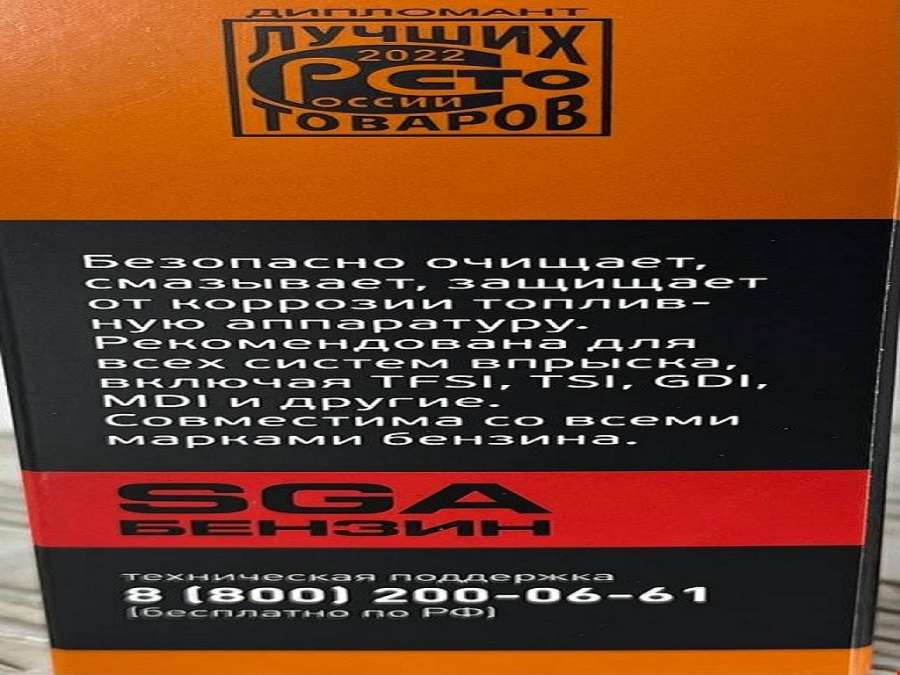 ДИПЛОМАНТ
ЛУЧШИХ
2022
СТО
РОССИИ
ТОВАРОВ
Безопасно очищает,
смазывает, защищает
от коррозии топлив-
ную аппаратуру.
Рекомендована для
всех систем впрыска,
включая TFSI, TSI, GDI,
MDI и другие.
Совместима со всеми
марками бензина.
SGA
БЕНЗИН
техническая поддержка
8 (800) 200-06-61
(бесплатно по РФ)